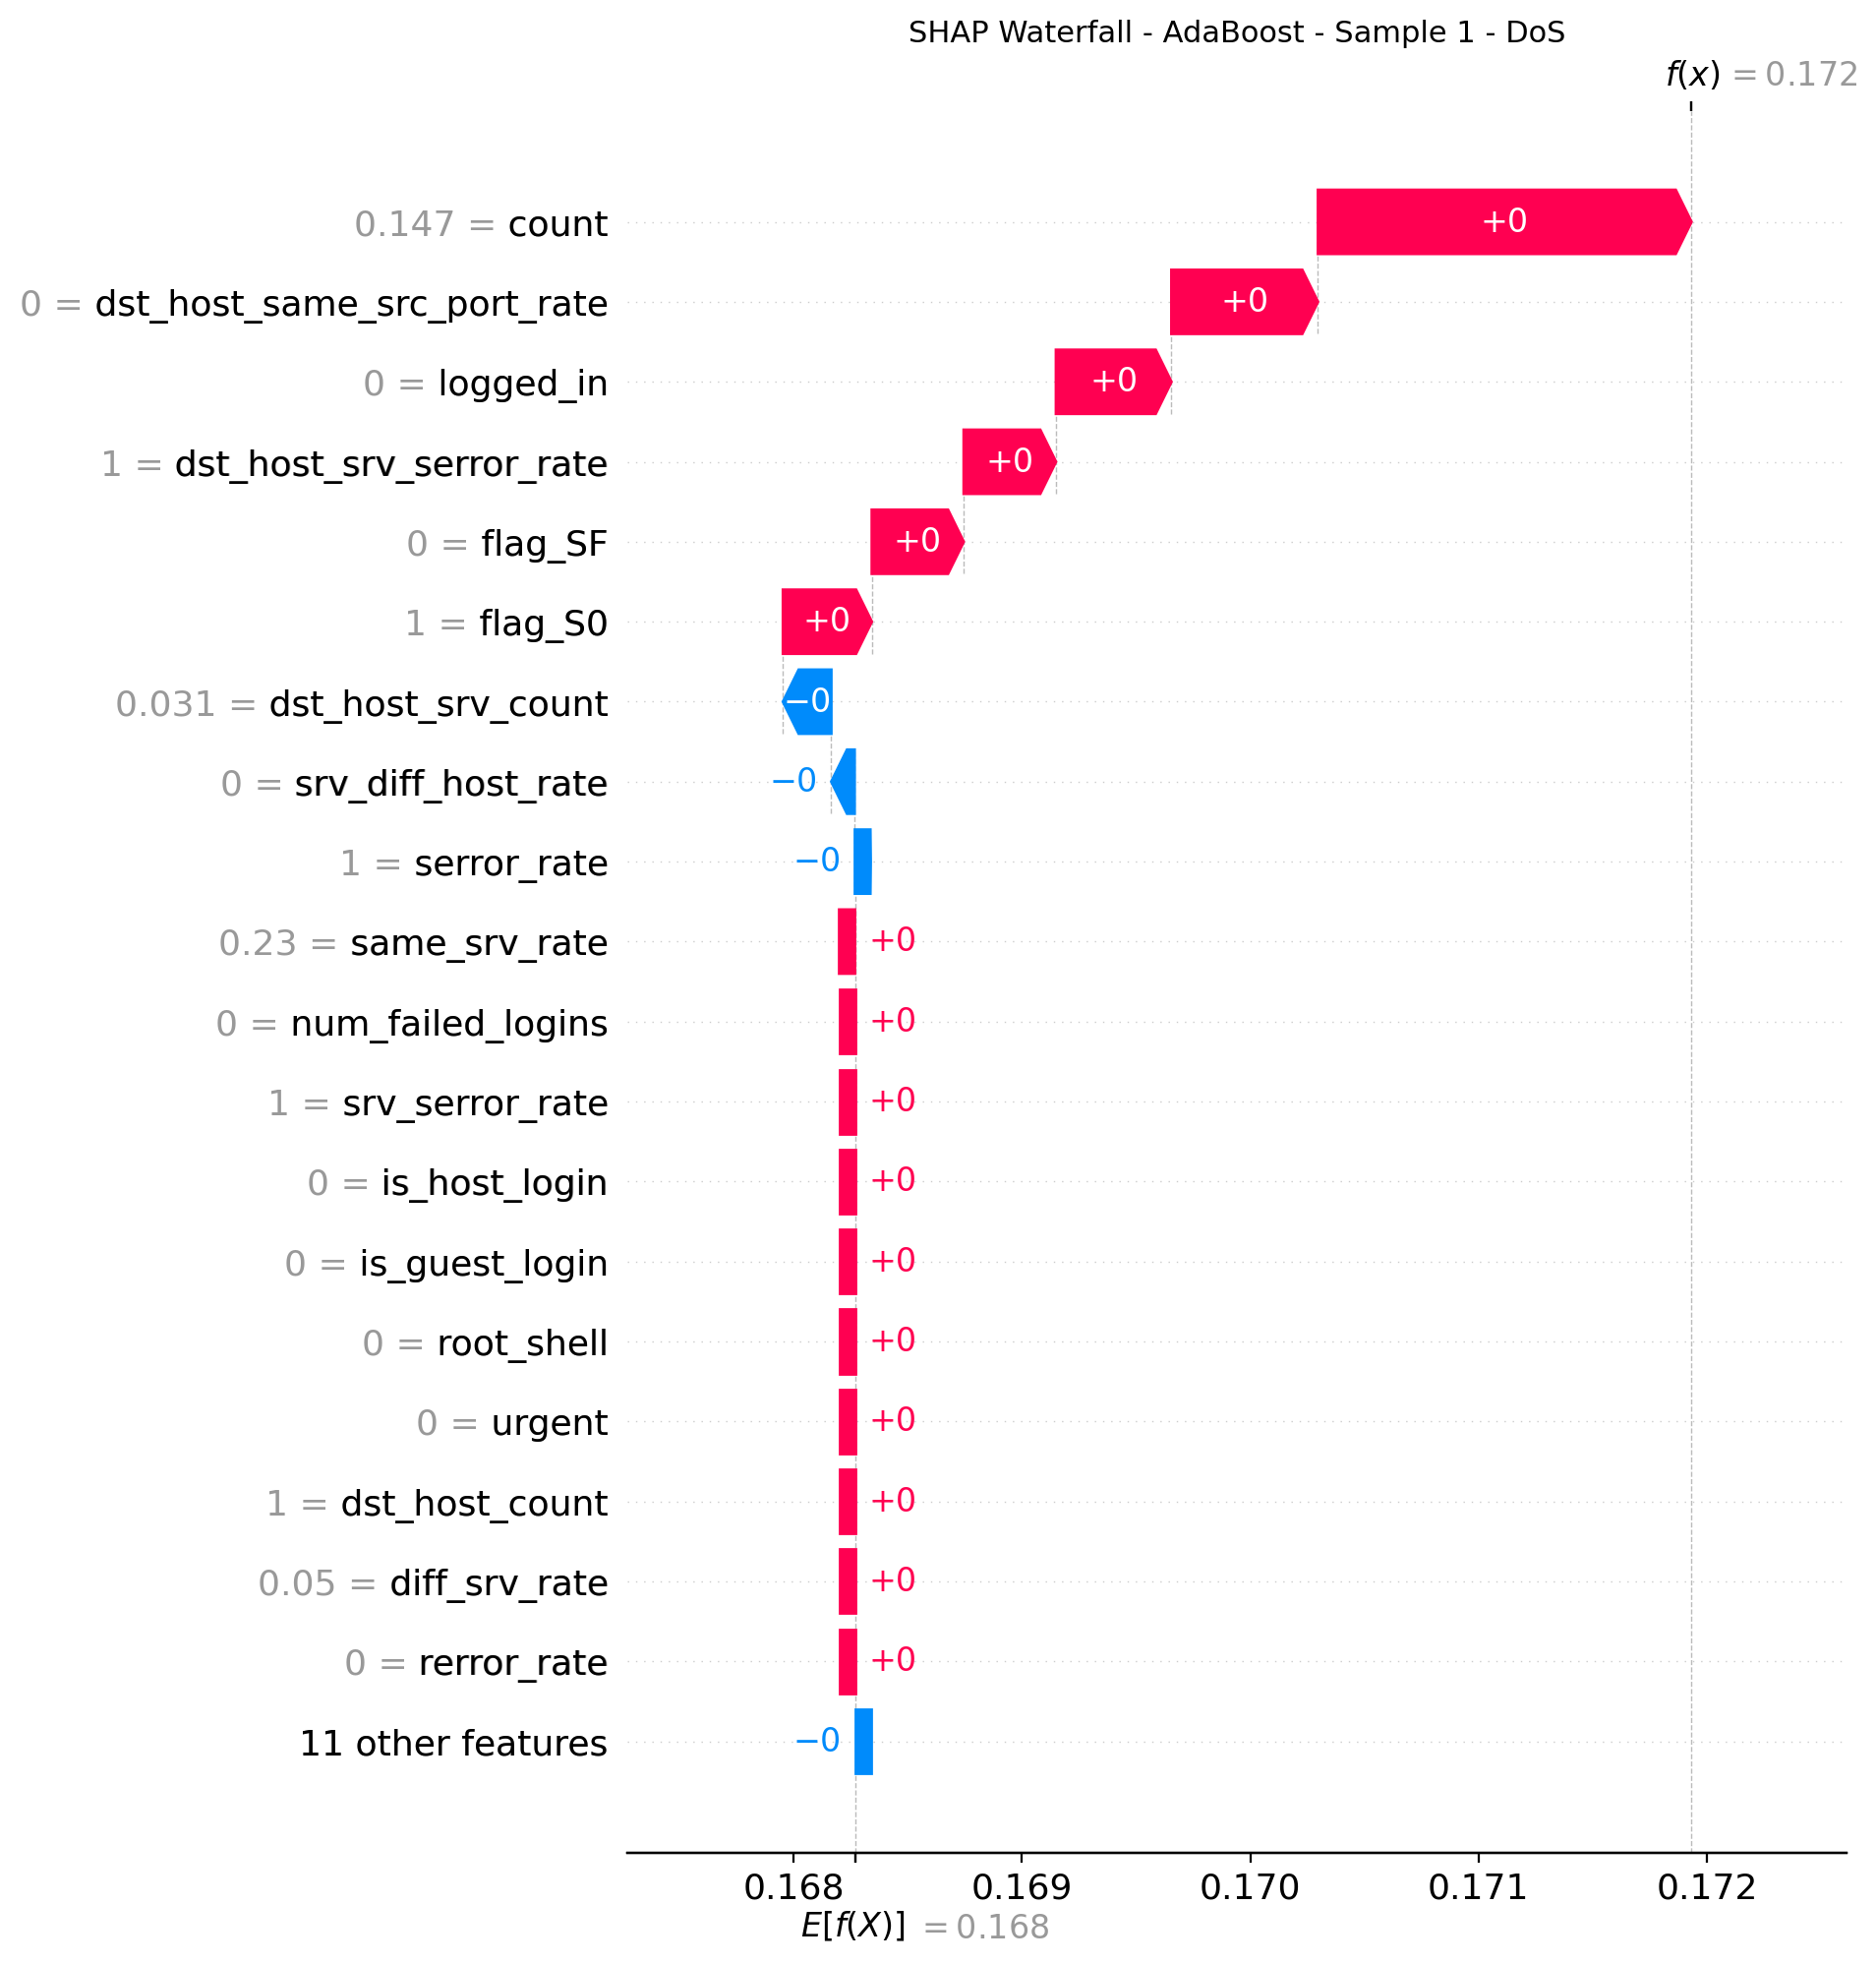 SHAP Waterfall - AdaBoost - Sample 1 - DoS
f(x) = 0.172
0.147 = count +0
0 = dst_host_same_src_port_rate +0
0 = logged_in +0
1 = dst_host_srv_serror_rate +0
0 = flag_SF +0
1 = flag_S0 +0
0.031 = dst_host_srv_count −0
0 = srv_diff_host_rate −0
1 = serror_rate −0
0.23 = same_srv_rate +0
0 = num_failed_logins +0
1 = srv_serror_rate +0
0 = is_host_login +0
0 = is_guest_login +0
0 = root_shell +0
0 = urgent +0
1 = dst_host_count +0
0.05 = diff_srv_rate +0
0 = rerror_rate +0
11 other features −0
0.168 0.169 0.170 0.171 0.172
E[f(X)] = 0.168